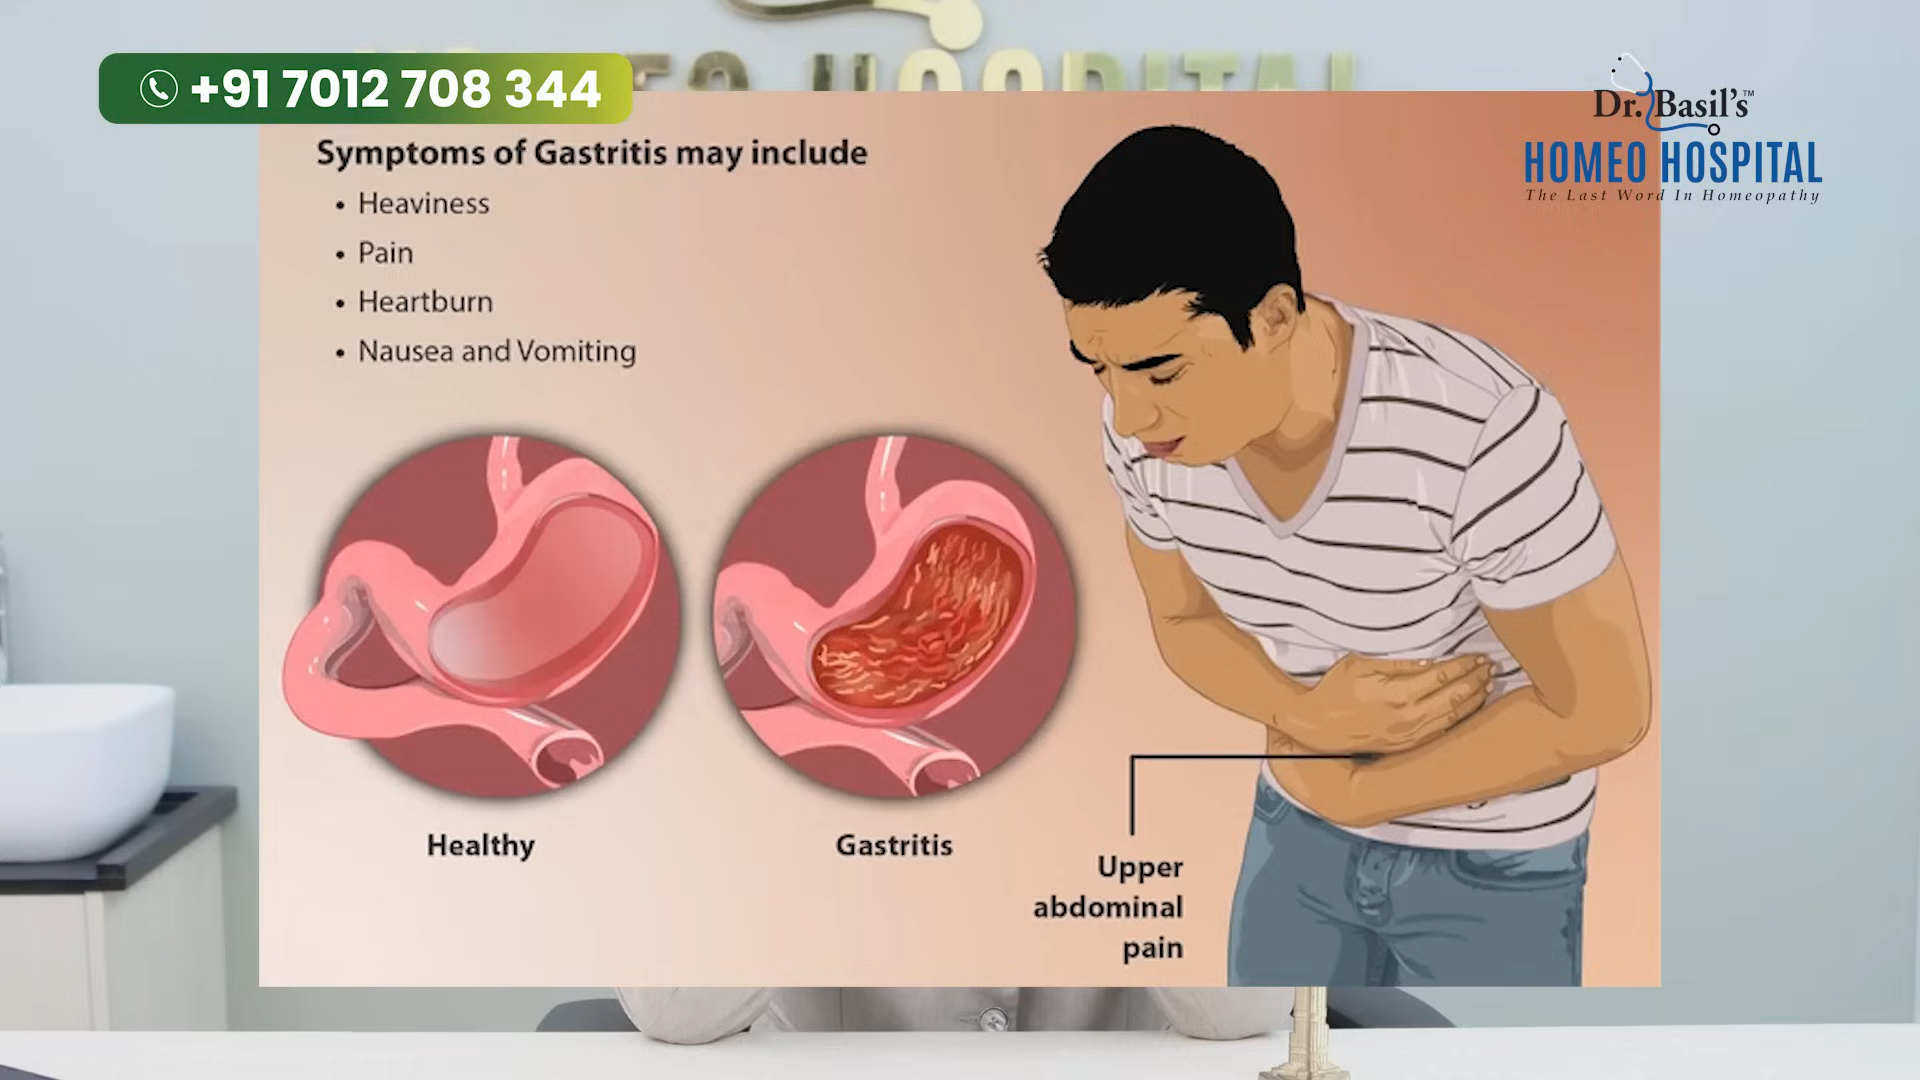 +91 7012 708 344
Dr. Basil's™
HOMEO HOSPITAL
The Last Word In Homeopathy
Symptoms of Gastritis may include
• Heaviness
• Pain
• Heartburn
• Nausea and Vomiting
Healthy
Gastritis
Upper
abdominal
pain